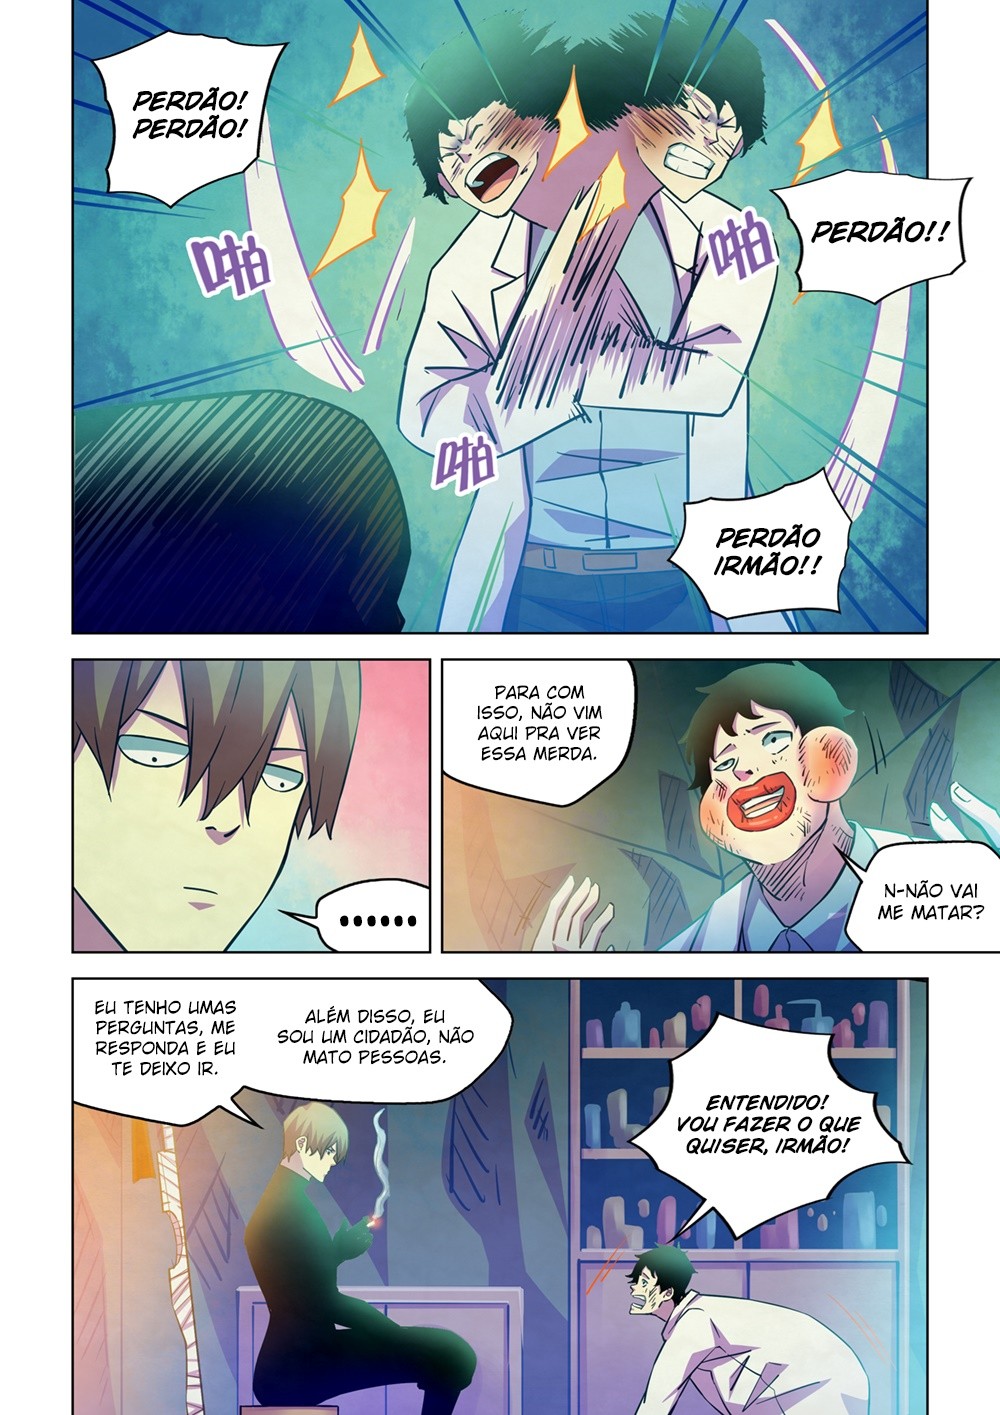 PERDÃO!
PERDÃO!
PERDÃO!!
啪
啪
啪
PERDÃO
IRMÃO!!
PARA COM
ISSO, NÃO VIM
AQUI PRA VER
ESSA MERDA.
......
N-NÃO VAI
ME MATAR?
EU TENHO UMAS
PERGUNTAS, ME
RESPONDA E EU
TE DEIXO IR.
ALÉM DISSO, EU
SOU UM CIDADÃO, NÃO
MATO PESSOAS.
ENTENDIDO!
VOU FAZER O QUE
QUISER, IRMÃO!